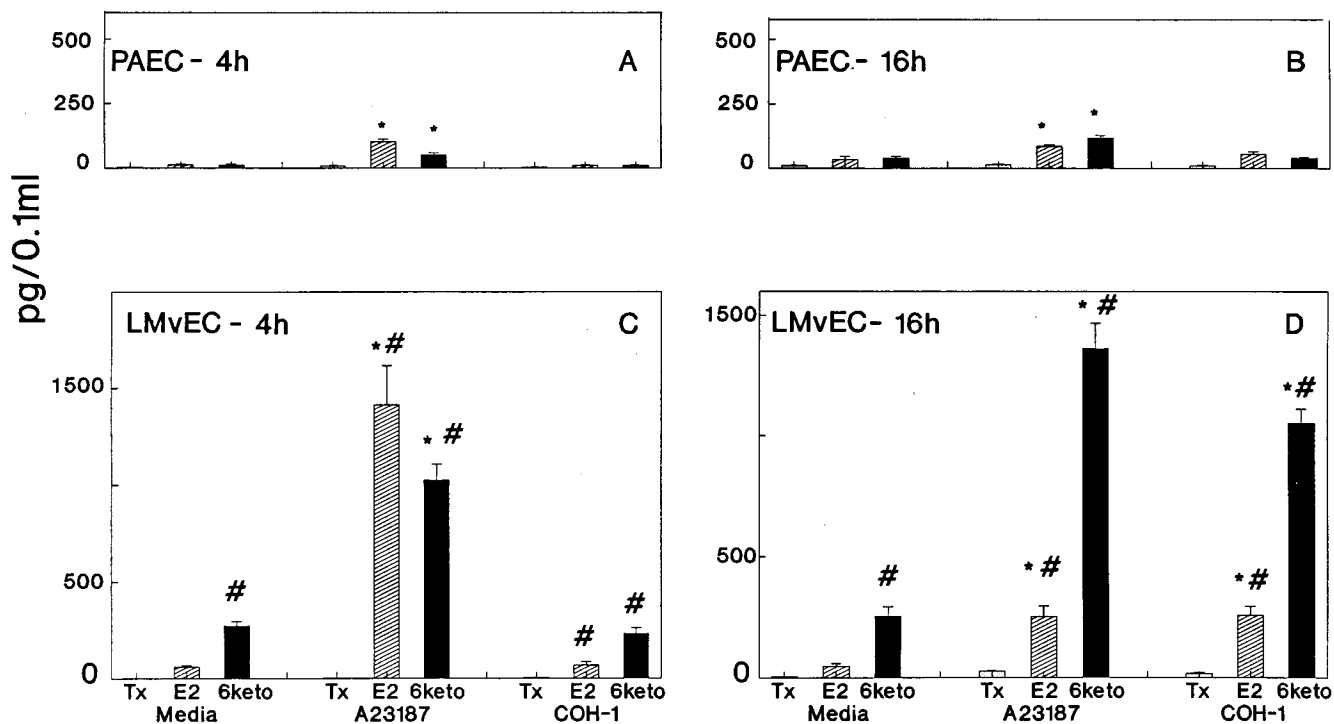 pg/0.1ml
500
250
0
PAEC - 4h A
* *
500
250
0
PAEC - 16h B
* *
1500
500
0
LMvEC - 4h C
#
*#
* #
#
#
Tx E2 6keto Tx E2 6keto Tx E2 6keto
Media A23187 COH-1
1500
500
0
LMvEC - 16h D
#
*#
*#
*#
*#
Tx E2 6keto Tx E2 6keto Tx E2 6keto
Media A23187 COH-1